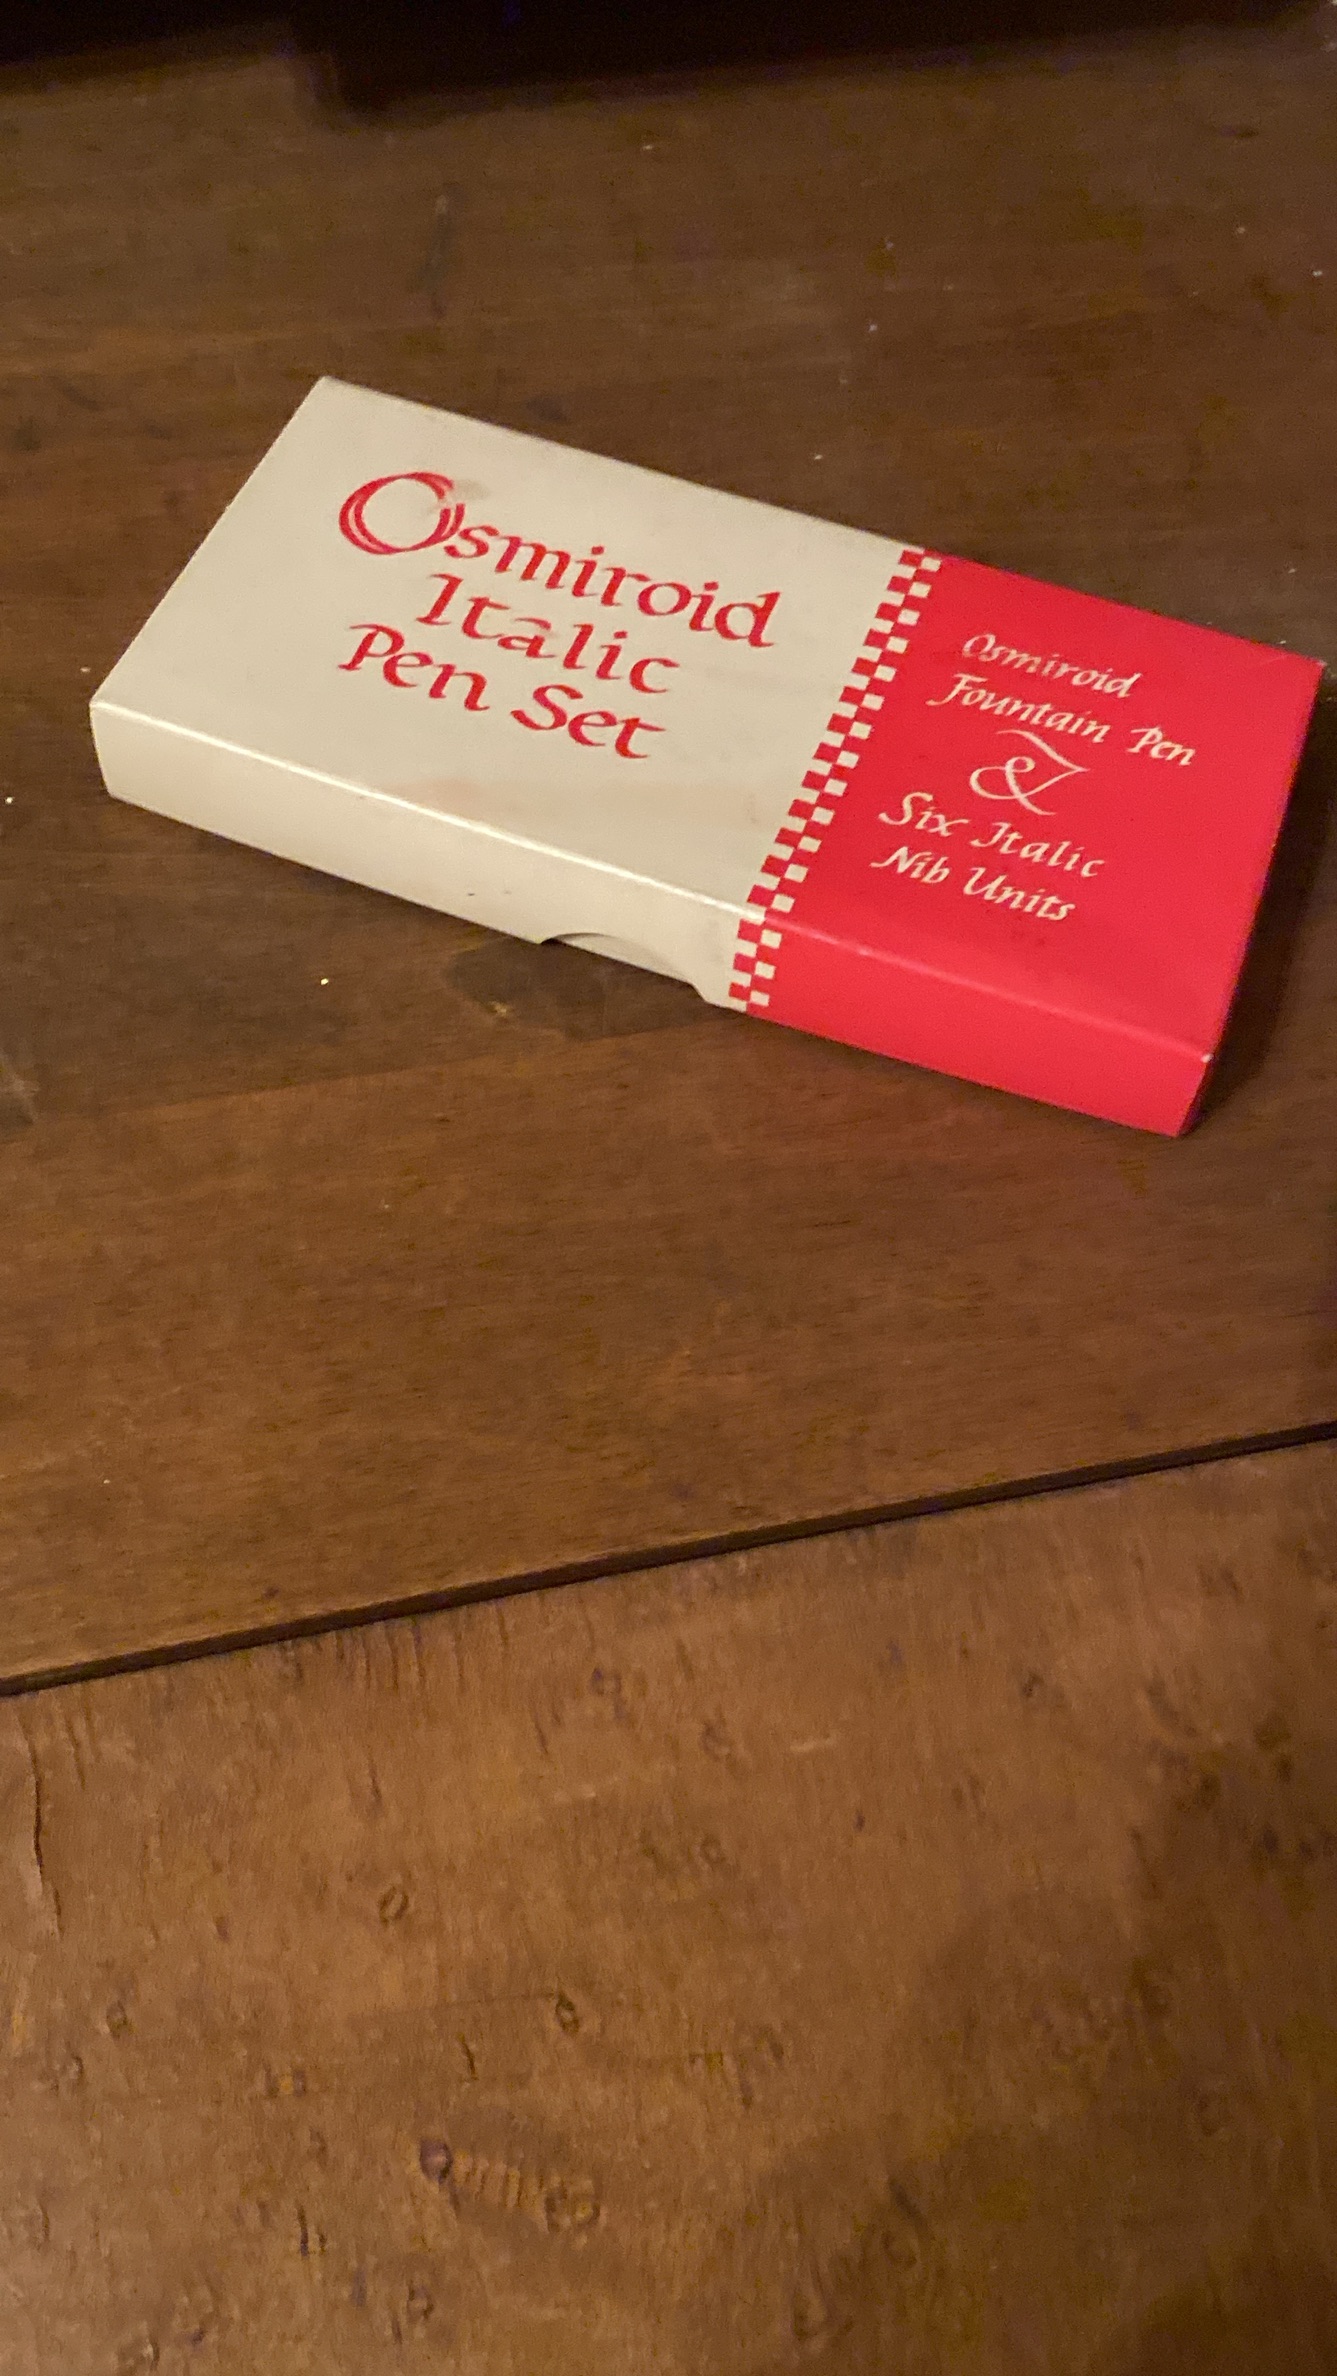 Osmiroid
Italic
Pen Set
Osmiroid
Fountain Pen
&
Six Italic
Nib Units